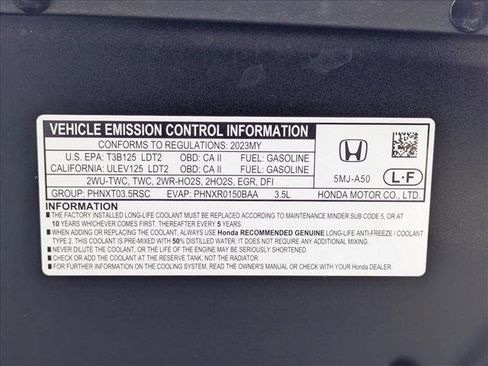 VEHICLE EMISSION CONTROL INFORMATION
CONFORMS TO REGULATIONS: 2023MY
U.S. EPA: T3B125 LDT2 OBD: CA II FUEL: GASOLINE
CALIFORNIA: ULEV125 LDT2 OBD: CA II FUEL: GASOLINE
2WU-TWC, TWC, 2WR-HO2S, 2HO2S, EGR, DFI
GROUP: PHNXT03.5RSC EVAP: PHNXR0150BAA 3.5L
HONDA
5MJ-A50
L-F
HONDA MOTOR CO., LTD.
INFORMATION
■ THE FACTORY INSTALLED LONG-LIFE COOLANT MUST BE REPLACED ACCORDING TO MAINTENANCE MINDER SUB CODE 5, OR AT
10 YEARS WHICHEVER COMES FIRST. THEREAFTER EVERY 5 YEARS.
■ WHEN ADDING OR REPLACING THE COOLANT, ALWAYS USE Honda RECOMMENDED GENUINE LONG-LIFE ANTI-FREEZE / COOLANT
TYPE 2. THIS COOLANT IS PRE-MIXED WITH 50% DISTILLED WATER AND DOES NOT NEED ANY ADDITIONAL MIXING.
■ NEVER DILUTE THE COOLANT, OR THE LIFE OF THE ENGINE MAY BE SERIOUSLY SHORTENED.
■ CHECK OR ADD COOLANT AT THE RESERVE TANK, NOT THE RADIATOR.
■ FOR FURTHER INFORMATION ON THE COOLING SYSTEM, READ THE OWNER'S MANUAL OR CHECK WITH YOUR Honda DEALER.